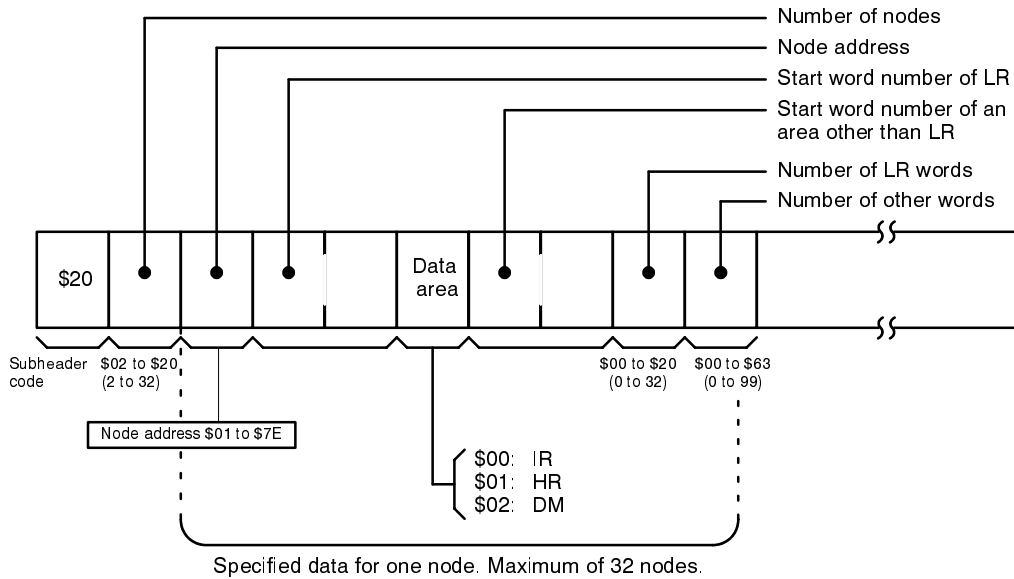 Number of nodes
Node address
Start word number of LR
Start word number of an
area other than LR
Number of LR words
Number of other words
$20
Data
area
Subheader
code
$02 to $20
(2 to 32)
$00 to $20
(0 to 32)
$00 to $63
(0 to 99)
Node address $01 to $7E
$00: IR
$01: HR
$02: DM
Specified data for one node. Maximum of 32 nodes.